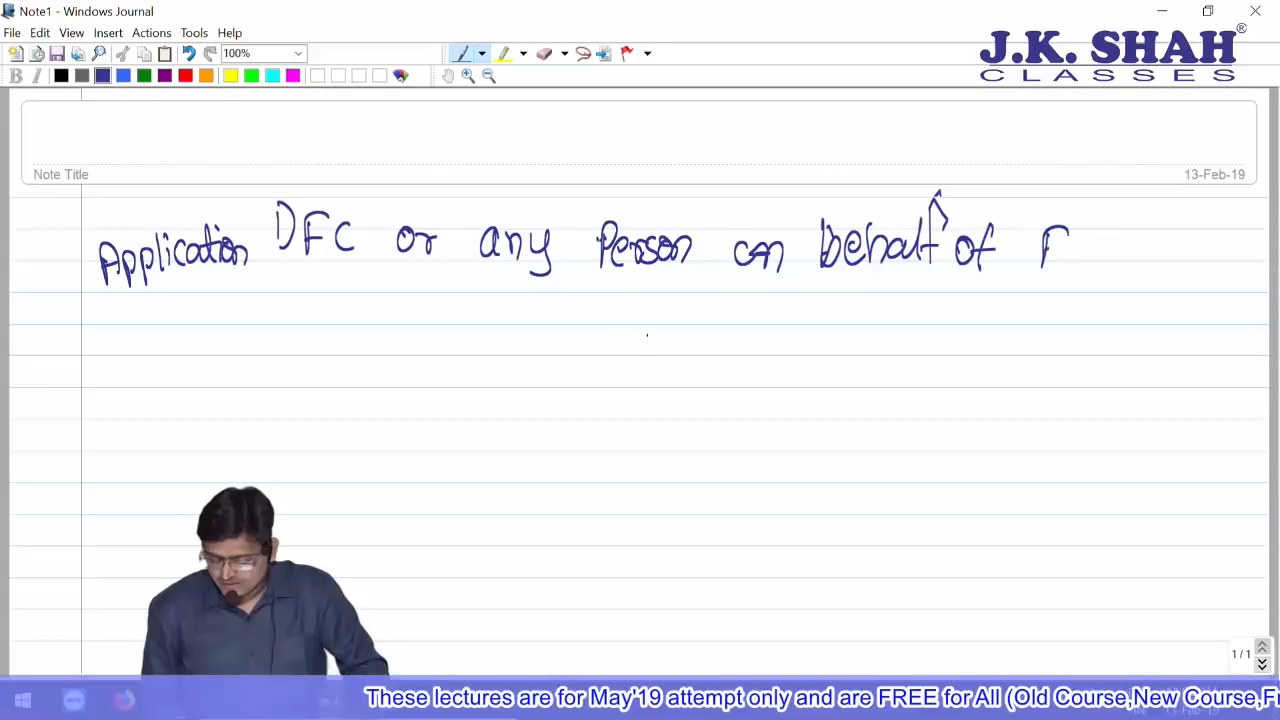 Note1 - Windows Journal
File Edit View Insert Actions Tools Help
100%
J.K. SHAH®
CLASSES
Note Title
13-Feb-19
Application DFC or any Person on behalf of
1/1
These lectures are for May'19 attempt only and are FREE for All (Old Course,New Course,F